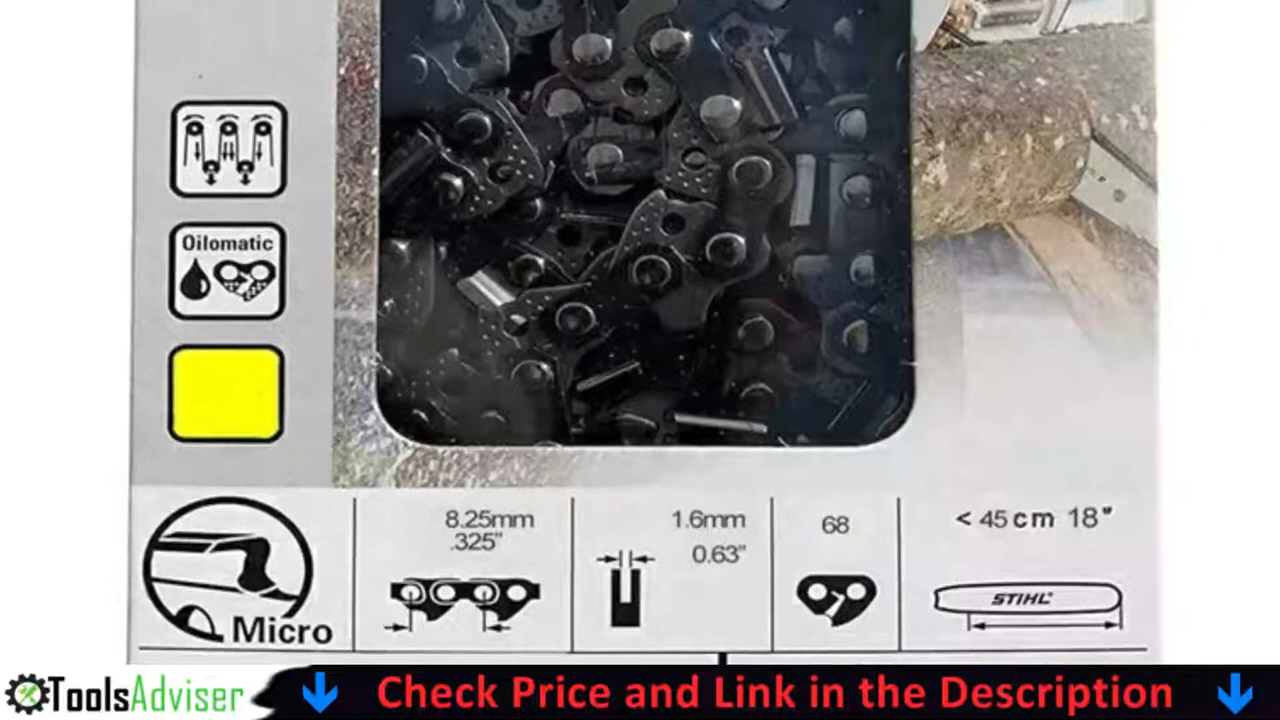 Oilomatic
Micro
8.25mm
.325"
1.6mm
0.63"
68
< 45cm 18"
STIHL
ToolsAdviser
Check Price and Link in the Description